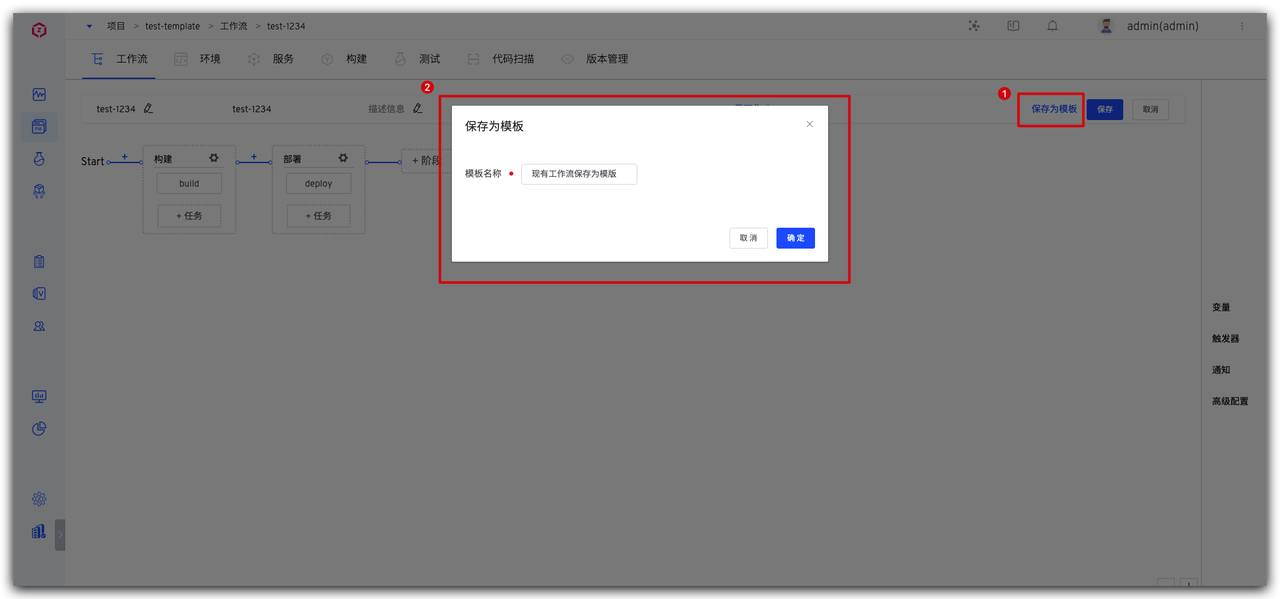 项目 > test-template > 工作流 > test-1234
admin(admin)
工作流 环境 服务 构建 测试 代码扫描 版本管理
2
1
test-1234 test-1234 描述信息
保存为模板 保存 取消
保存为模板
模板名称 现有工作流保存为模版
取消 确定
Start
构建
build
+ 任务
部署
deploy
+ 任务
+ 阶段
变量
触发器
通知
高级配置